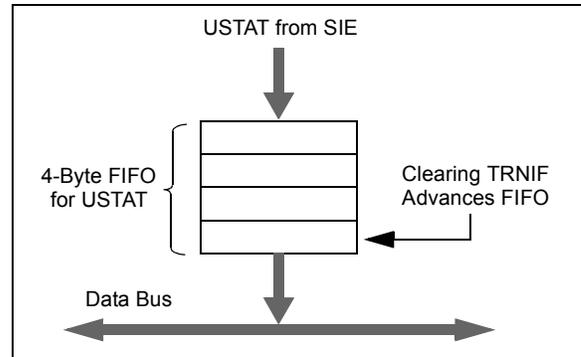 USTAT from SIE
4-Byte FIFO
for USTAT
Clearing TRNIF
Advances FIFO
Data Bus